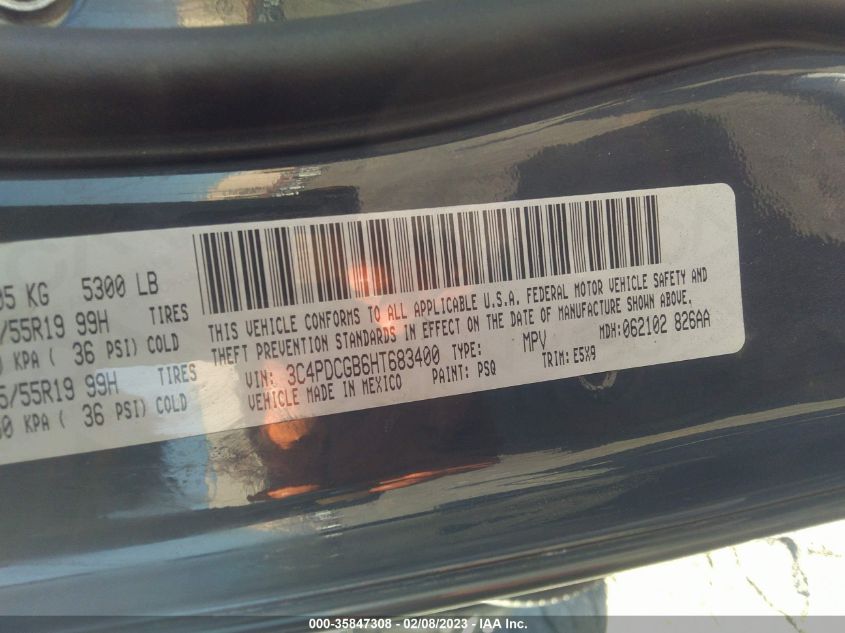 05 KG 5300 LB
/55R19 99H TIRES
0 KPA ( 36 PSI) COLD
5/55R19 99H TIRES
60 KPA ( 36 PSI) COLD
THIS VEHICLE CONFORMS TO ALL APPLICABLE U.S.A. FEDERAL MOTOR VEHICLE SAFETY AND
THEFT PREVENTION STANDARDS IN EFFECT ON THE DATE OF MANUFACTURE SHOWN ABOVE.
VIN: 3C4PDCGB6HT683400 TYPE: MPV MDH:062102 826AA
VEHICLE MADE IN MEXICO PAINT: PSQ TRIM: E5X9
000-35847308 - 02/08/2023 - IAA Inc.